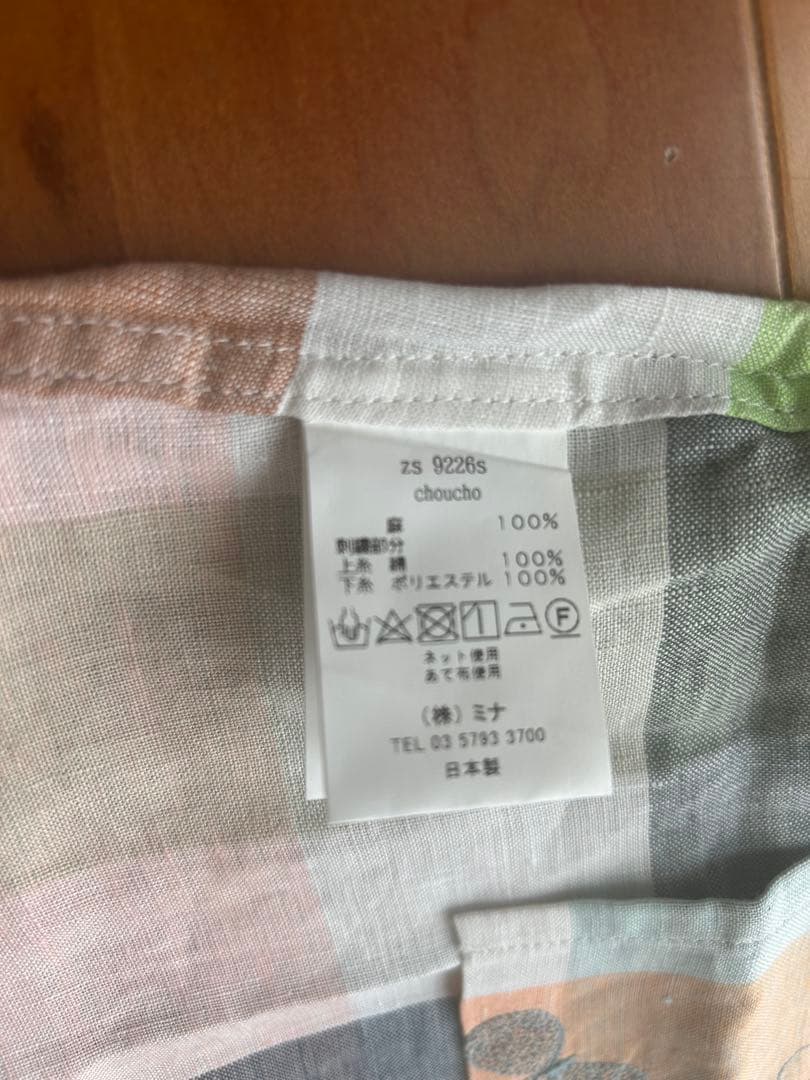 zs 9226s
choucho
麻 100%
刺繍部分
上糸 綿 100%
下糸 ポリエステル 100%
F
ネット使用
あて布使用
(株)ミナ
TEL 03 5793 3700
日本製